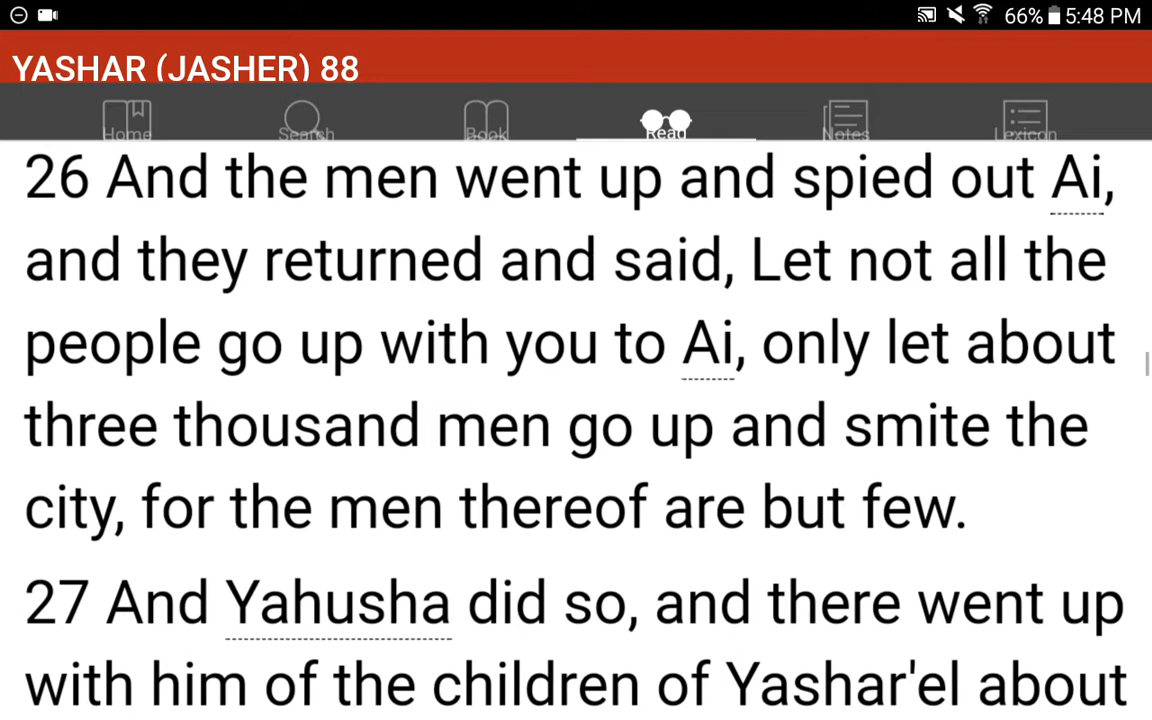 66% 5:48 PM
YASHAR (JASHER) 88
Home Search Book Read Notes Lexicon
26 And the men went up and spied out Ai,
and they returned and said, Let not all the
people go up with you to Ai, only let about
three thousand men go up and smite the
city, for the men thereof are but few.
27 And Yahusha did so, and there went up
with him of the children of Yashar'el about